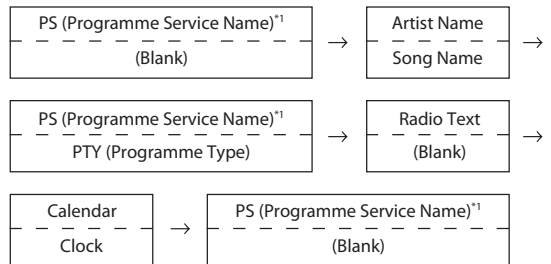 PS (Programme Service Name)*1
(Blank)
→
Artist Name
Song Name
→
PS (Programme Service Name)*1
PTY (Programme Type)
→
Radio Text
(Blank)
→
Calendar
Clock
→
PS (Programme Service Name)*1
(Blank)